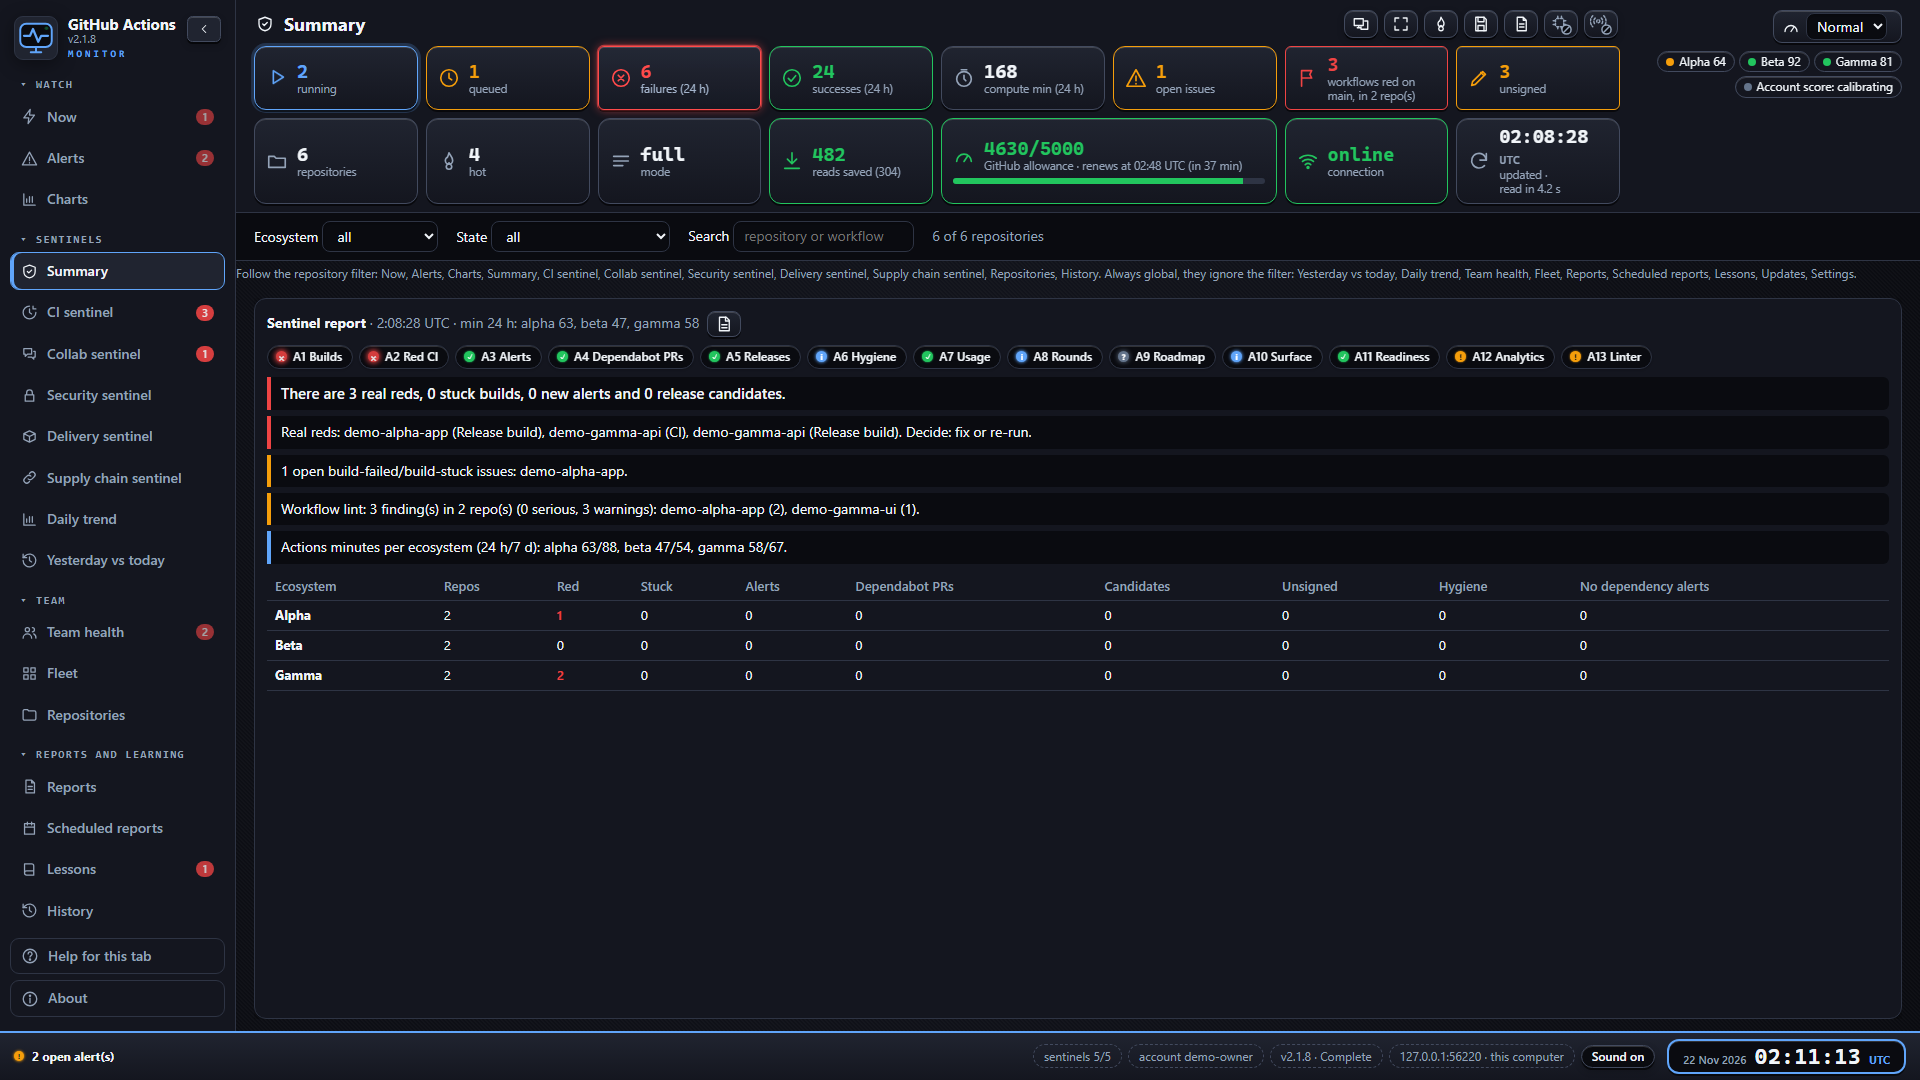 GitHub Actions
v2.1.8
MONITOR
WATCH
Now 1
Alerts 2
Charts
SENTINELS
Summary
CI sentinel 3
Collab sentinel 1
Security sentinel
Delivery sentinel
Supply chain sentinel
Daily trend
Yesterday vs today
TEAM
Team health 2
Fleet
Repositories
REPORTS AND LEARNING
Reports
Scheduled reports
Lessons 1
History
Help for this tab
About
Summary
Normal
2 running
1 queued
6 failures (24 h)
24 successes (24 h)
168 compute min (24 h)
1 open issues
3 workflows red on main, in 2 repo(s)
3 unsigned
Alpha 64 Beta 92 Gamma 81
Account score: calibrating
6 repositories
4 hot
full mode
482 reads saved (304)
4630/5000
GitHub allowance · renews at 02:48 UTC (in 37 min)
online connection
02:08:28 UTC
updated · read in 4.2 s
Ecosystem all State all Search repository or workflow 6 of 6 repositories
Follow the repository filter: Now, Alerts, Charts, Summary, CI sentinel, Collab sentinel, Security sentinel, Delivery sentinel, Supply chain sentinel, Repositories, History. Always global, they ignore the filter: Yesterday vs today, Daily trend, Team health, Fleet, Reports, Scheduled reports, Lessons, Updates, Settings.
Sentinel report · 2:08:28 UTC · min 24 h: alpha 63, beta 47, gamma 58
A1 Builds A2 Red CI A3 Alerts A4 Dependabot PRs A5 Releases A6 Hygiene A7 Usage A8 Rounds A9 Roadmap A10 Surface A11 Readiness A12 Analytics A13 Linter
There are 3 real reds, 0 stuck builds, 0 new alerts and 0 release candidates.
Real reds: demo-alpha-app (Release build), demo-gamma-api (CI), demo-gamma-api (Release build). Decide: fix or re-run.
1 open build-failed/build-stuck issues: demo-alpha-app.
Workflow lint: 3 finding(s) in 2 repo(s) (0 serious, 3 warnings): demo-alpha-app (2), demo-gamma-ui (1).
Actions minutes per ecosystem (24 h/7 d): alpha 63/88, beta 47/54, gamma 58/67.
Ecosystem Repos Red Stuck Alerts Dependabot PRs Candidates Unsigned Hygiene No dependency alerts
Alpha 2 1 0 0 0 0 0 0 0
Beta 2 0 0 0 0 0 0 0 0
Gamma 2 2 0 0 0 0 0 0 0
2 open alert(s)
sentinels 5/5 account demo-owner v2.1.8 · Complete 127.0.0.1:56220 · this computer Sound on 22 Nov 2026 02:11:13 UTC